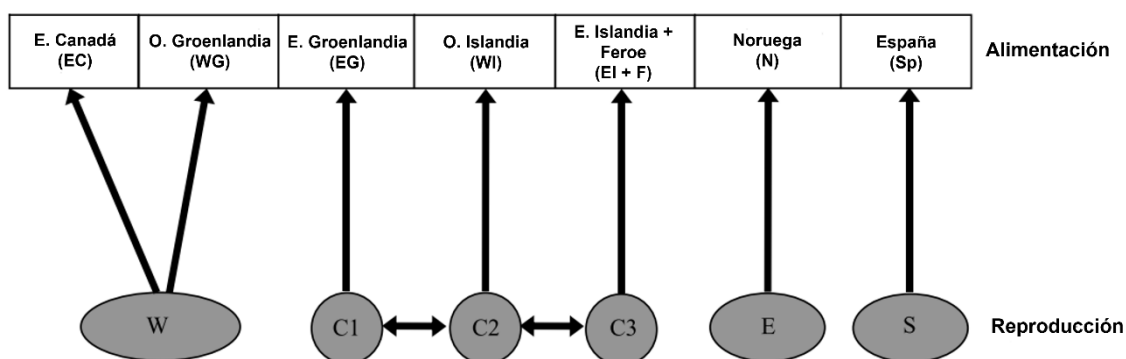 E. Canadá
(EC)
O. Groenlandia
(WG)
E. Groenlandia
(EG)
O. Islandia
(WI)
E. Islandia +
Feroe
(EI + F)
Noruega
(N)
España
(Sp)
Alimentación
W
C1
C2
C3
E
S
Reproducción